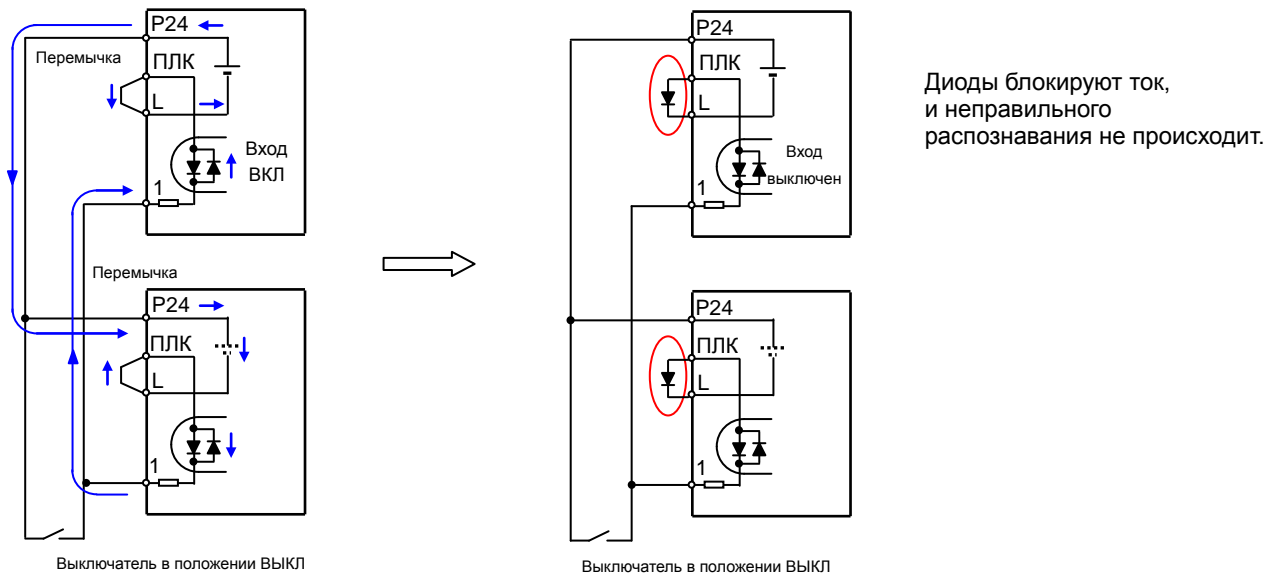 P24
Перемычка
ПЛК
L
Вход
ВКЛ
1
Перемычка
P24
ПЛК
L
1
Выключатель в положении ВЫКЛ
P24
ПЛК
L
Вход
выключен
1
P24
ПЛК
L
1
Выключатель в положении ВЫКЛ
Диоды блокируют ток,
и неправильного
распознавания не происходит.